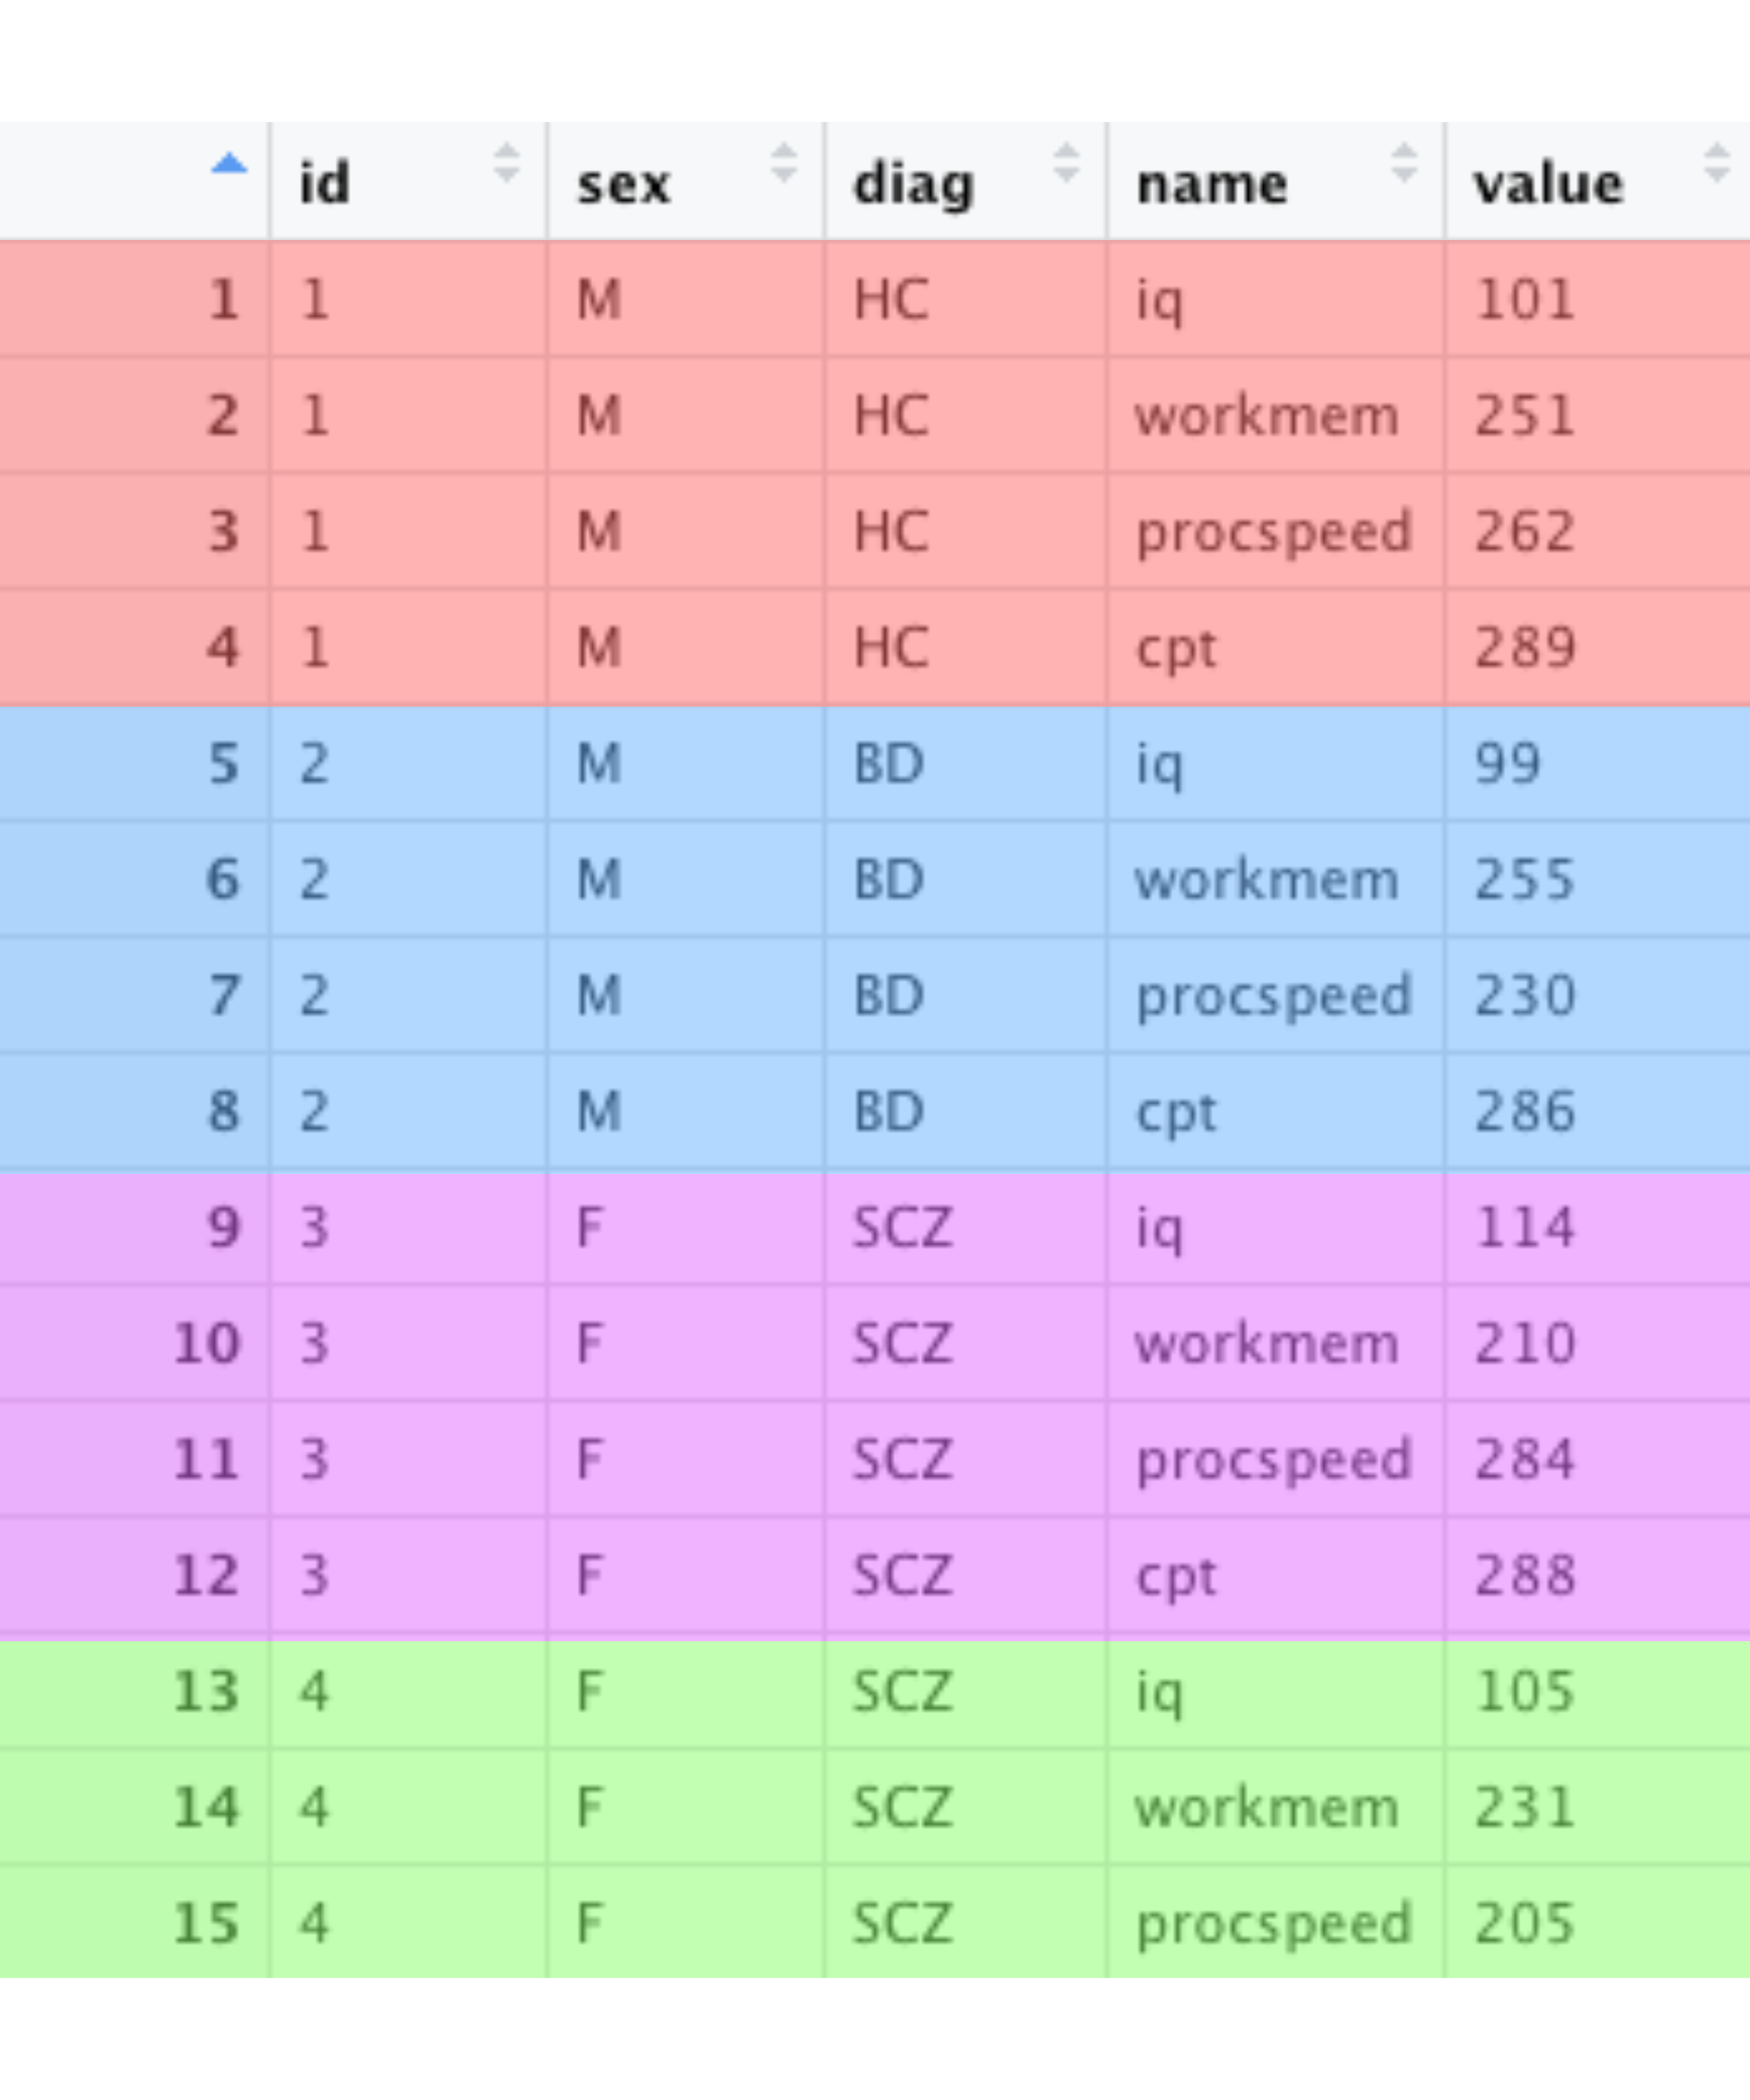 id sex diag name value
1 1 M HC iq 101
2 1 M HC workmem 251
3 1 M HC procspeed 262
4 1 M HC cpt 289
5 2 M BD iq 99
6 2 M BD workmem 255
7 2 M BD procspeed 230
8 2 M BD cpt 286
9 3 F SCZ iq 114
10 3 F SCZ workmem 210
11 3 F SCZ procspeed 284
12 3 F SCZ cpt 288
13 4 F SCZ iq 105
14 4 F SCZ workmem 231
15 4 F SCZ procspeed 205